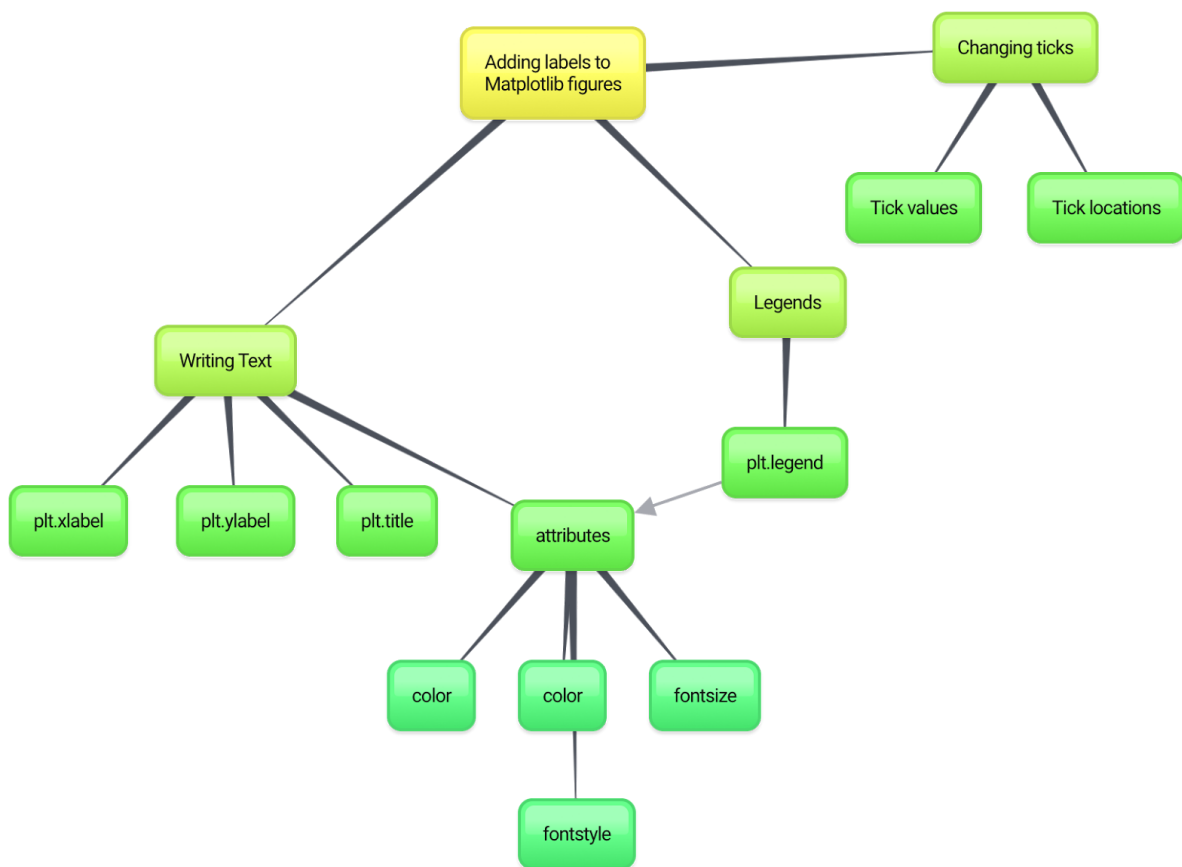 Changing ticks
Adding labels to
Matplotlib figures
Tick values
Tick locations
Legends
Writing Text
plt.legend
plt.xlabel
plt.ylabel
plt.title
attributes
color
color
fontsize
fontstyle